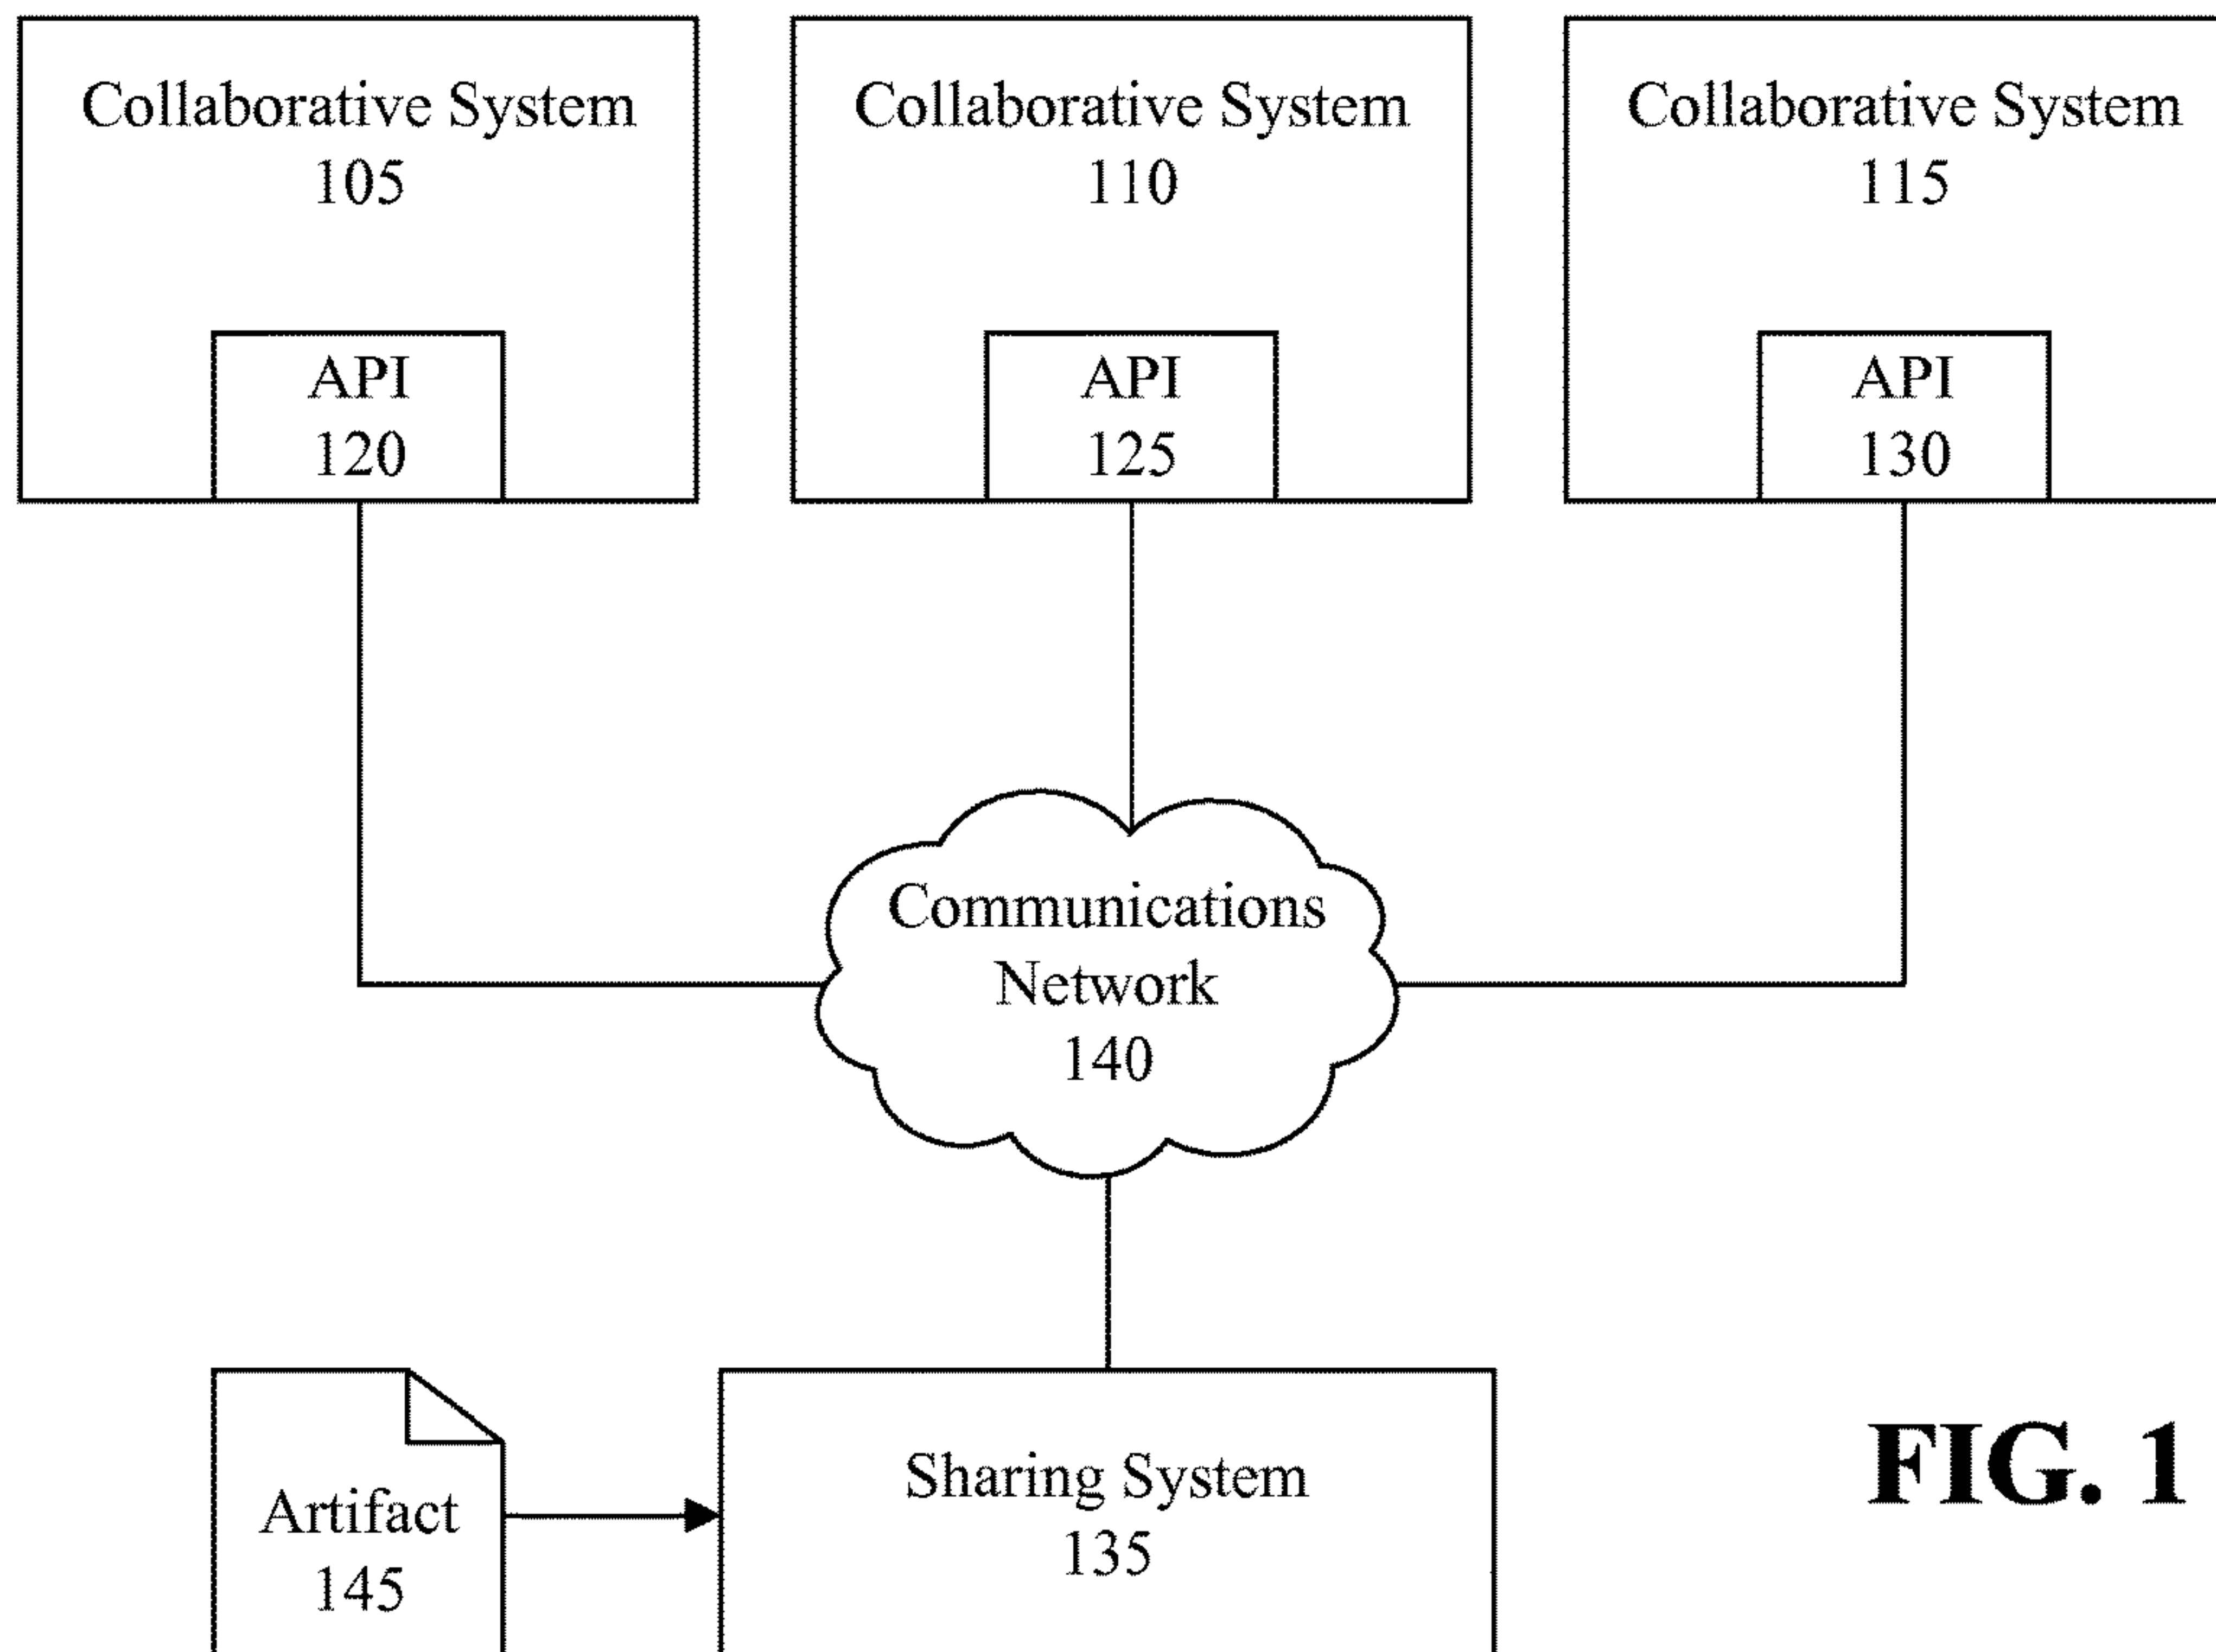 Collaborative System
105
Collaborative System
110
Collaborative System
115
API
120
API
125
API
130
Communications
Network
140
Artifact
145
Sharing System
135
FIG. 1